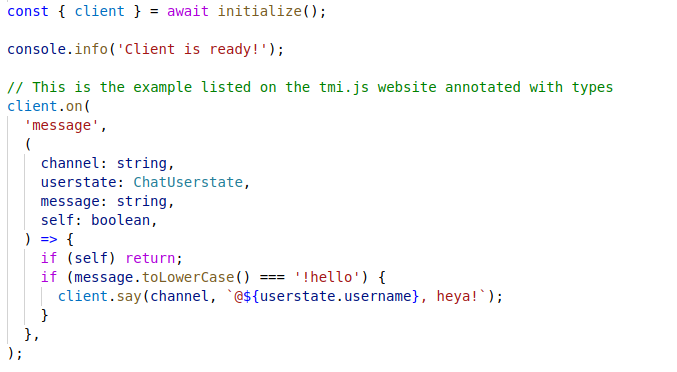 const { client } = await initialize();

console.info('Client is ready!');

// This is the example listed on the tmi.js website annotated with types
client.on(
  'message',
  (
    channel: string,
    userstate: ChatUserstate,
    message: string,
    self: boolean,
  ) => {
    if (self) return;
    if (message.toLowerCase() === '!hello') {
      client.say(channel, `@${userstate.username}, heya!`);
    }
  },
);